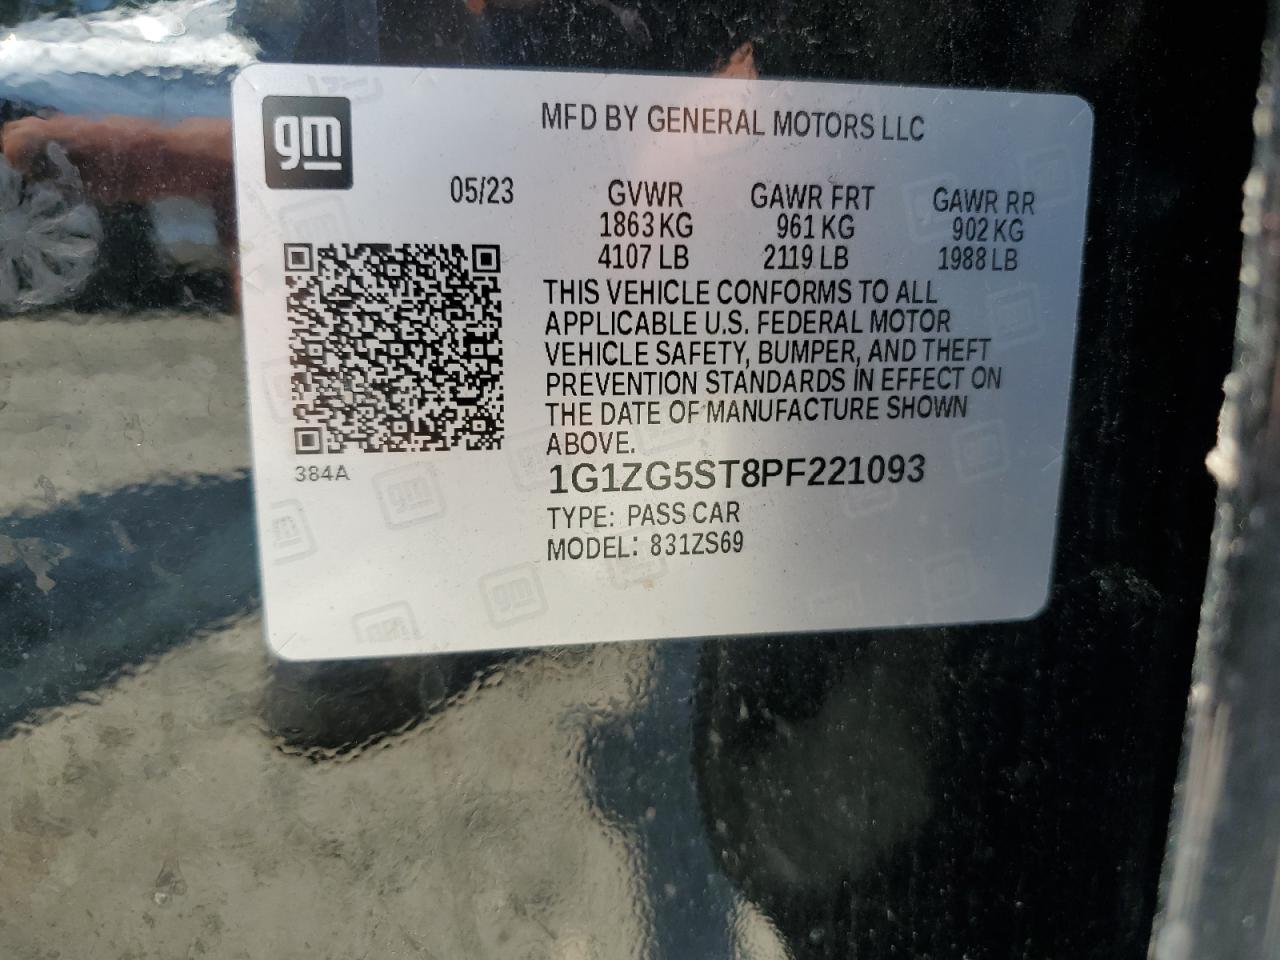 gm
MFD BY GENERAL MOTORS LLC
05/23 GVWR GAWR FRT GAWR RR
1863 KG 961 KG 902 KG
4107 LB 2119 LB 1988 LB
THIS VEHICLE CONFORMS TO ALL
APPLICABLE U.S. FEDERAL MOTOR
VEHICLE SAFETY, BUMPER, AND THEFT
PREVENTION STANDARDS IN EFFECT ON
THE DATE OF MANUFACTURE SHOWN
ABOVE.
384A
1G1ZG5ST8PF221093
TYPE: PASS CAR
MODEL: 831ZS69